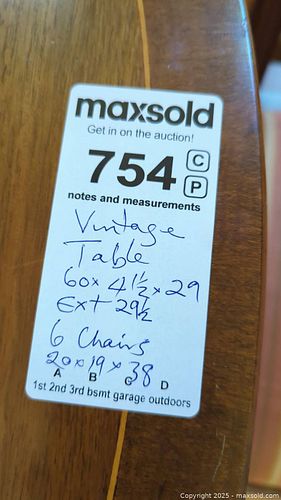 maxsold
Get in on the auction!
754 C
P
notes and measurements
Vintage
Table
60x 41½ x 29
Ext 29½
6 Chairs
20x19x38
A B C D
1st 2nd 3rd bsmt garage outdoors
Copyright 2025 - maxsold.com